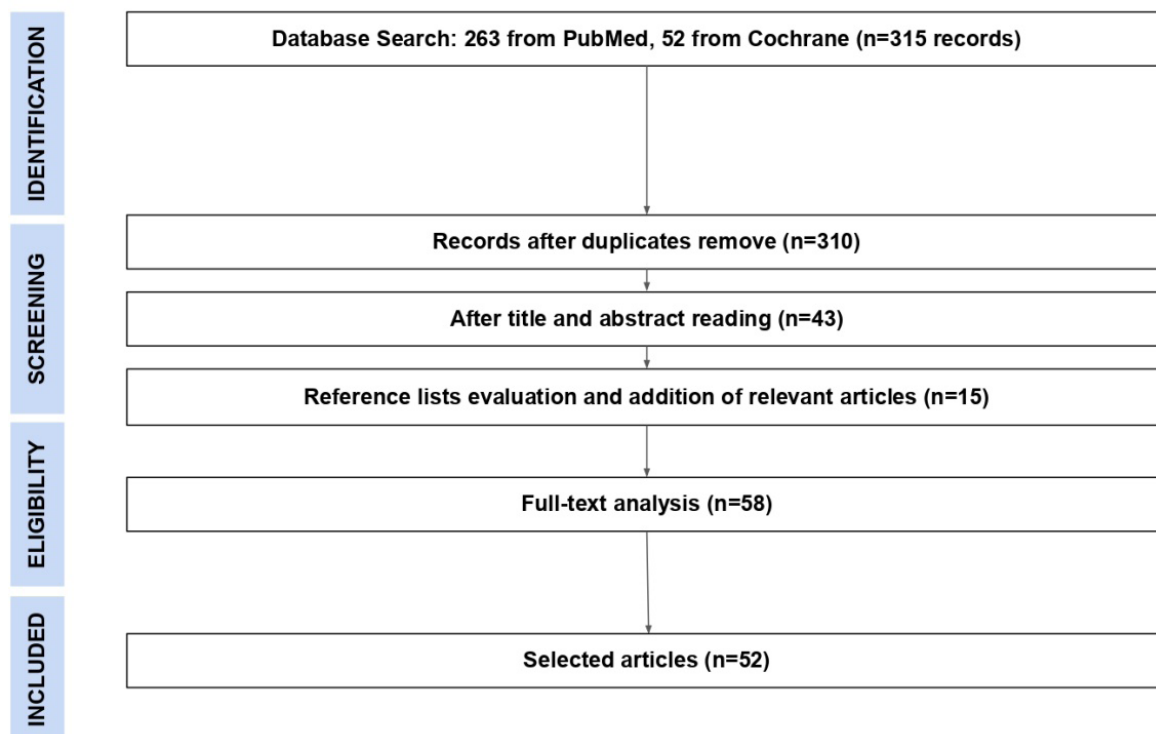 IDENTIFICATION
Database Search: 263 from PubMed, 52 from Cochrane (n=315 records)
SCREENING
Records after duplicates remove (n=310)
After title and abstract reading (n=43)
Reference lists evaluation and addition of relevant articles (n=15)
ELIGIBILITY
Full-text analysis (n=58)
INCLUDED
Selected articles (n=52)